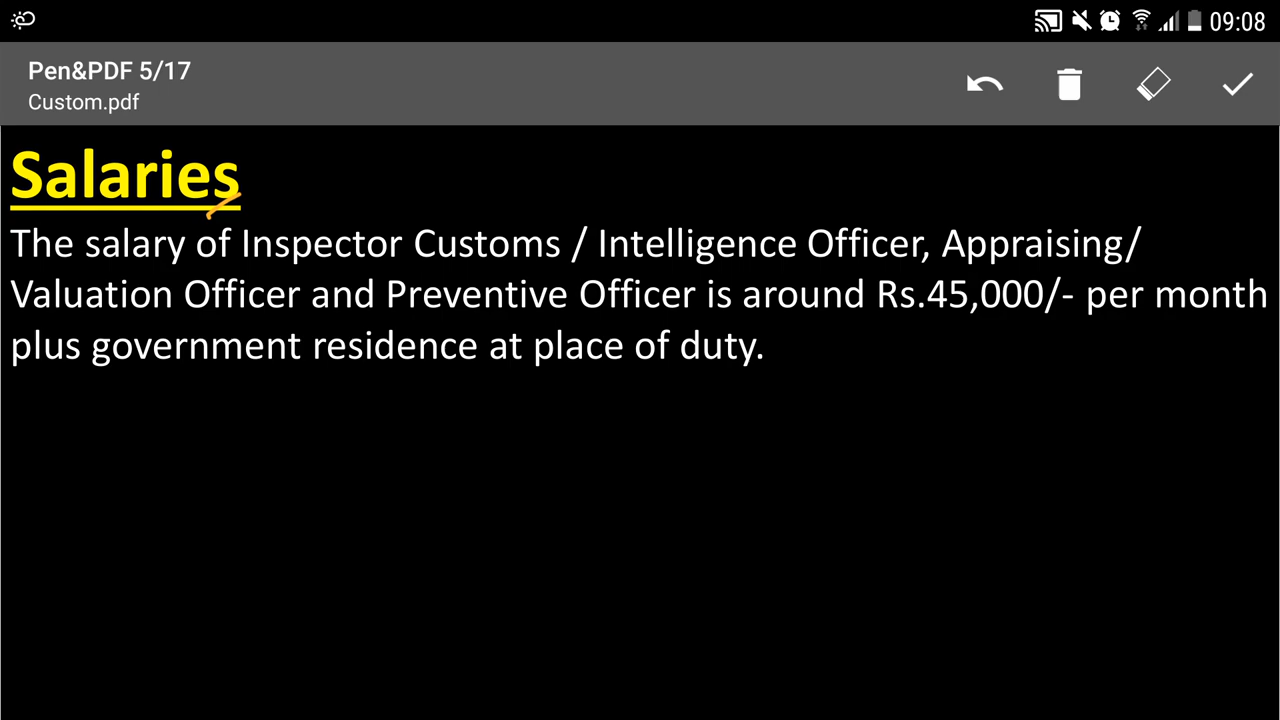 09:08
Pen&PDF 5/17
Custom.pdf
Salaries
The salary of Inspector Customs / Intelligence Officer, Appraising/
Valuation Officer and Preventive Officer is around Rs.45,000/- per month
plus government residence at place of duty.